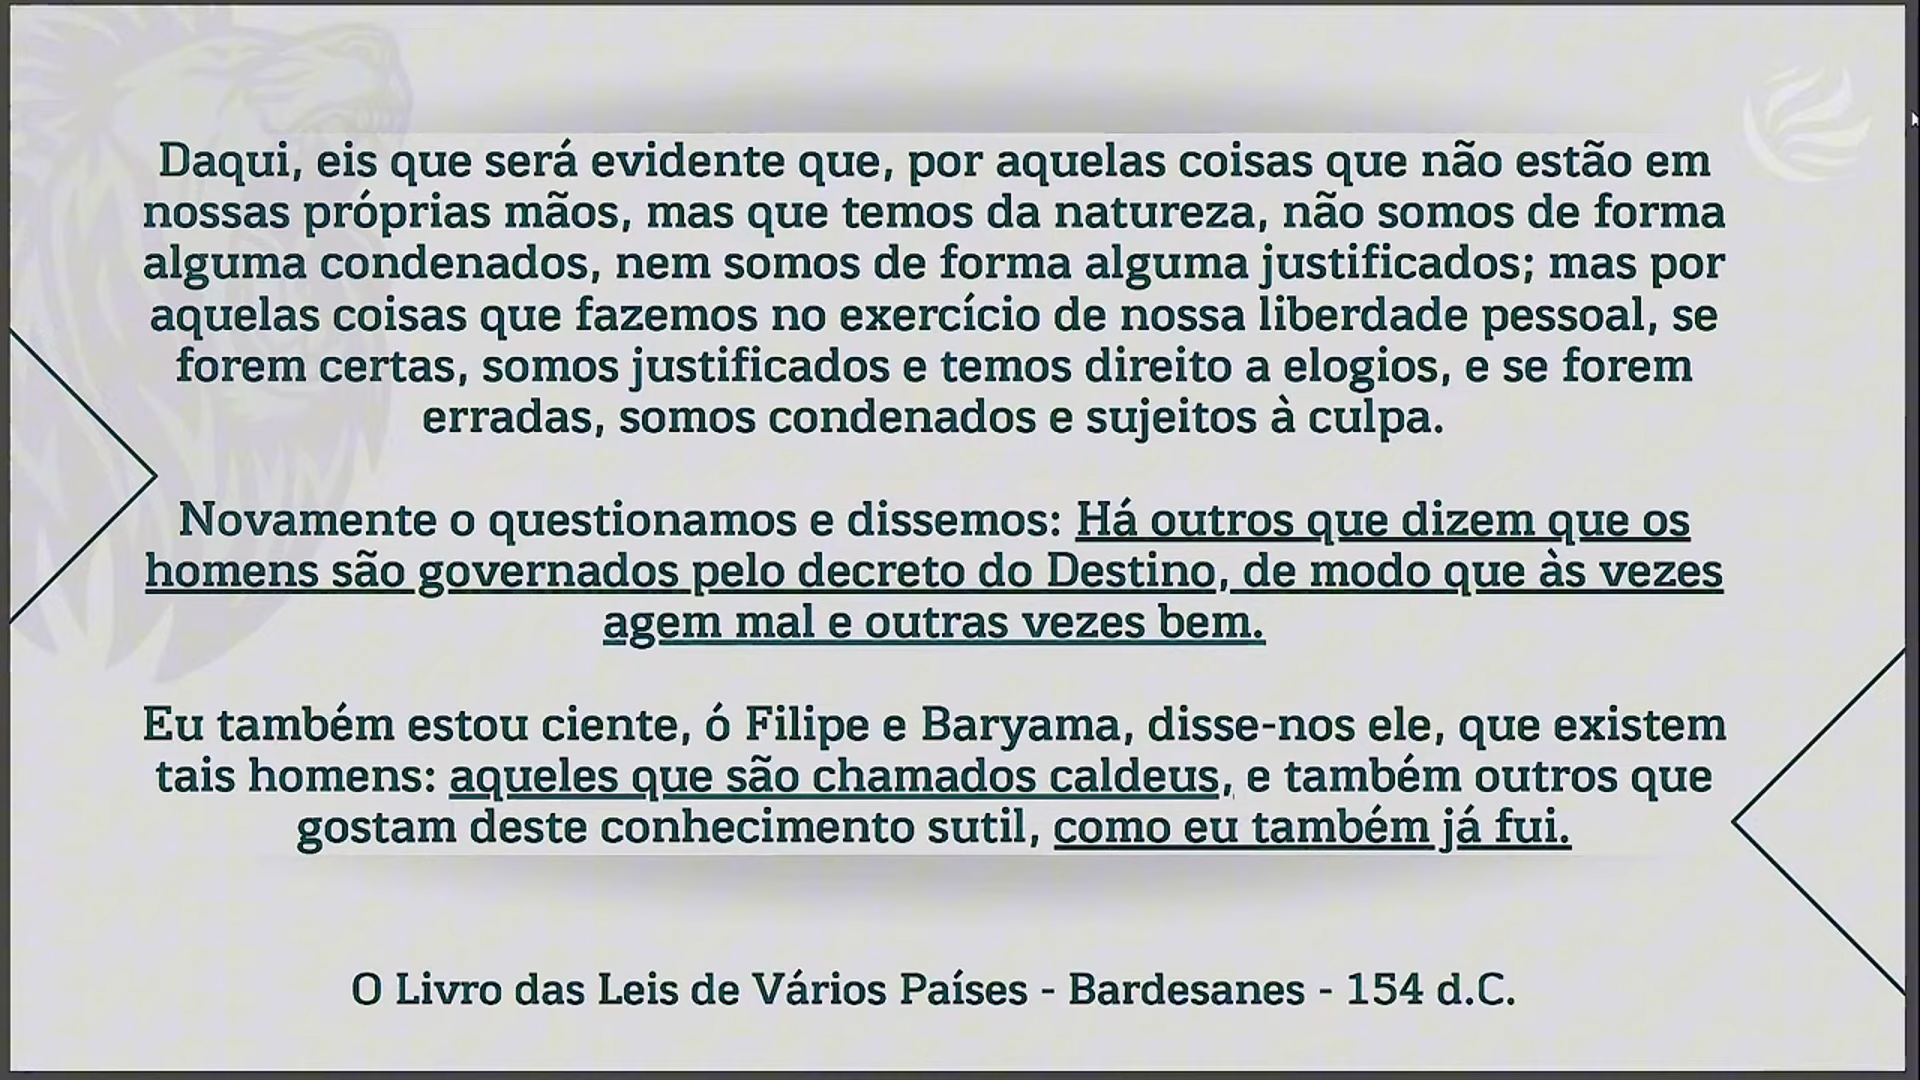 Daqui, eis que será evidente que, por aquelas coisas que não estão em
nossas próprias mãos, mas que temos da natureza, não somos de forma
alguma condenados, nem somos de forma alguma justificados; mas por
aquelas coisas que fazemos no exercício de nossa liberdade pessoal, se
forem certas, somos justificados e temos direito a elogios, e se forem
erradas, somos condenados e sujeitos à culpa.
Novamente o questionamos e dissemos: Há outros que dizem que os
homens são governados pelo decreto do Destino, de modo que às vezes
agem mal e outras vezes bem.
Eu também estou ciente, ó Filipe e Baryama, disse-nos ele, que existem
tais homens: aqueles que são chamados caldeus, e também outros que
gostam deste conhecimento sutil, como eu também já fui.
O Livro das Leis de Vários Países - Bardesanes - 154 d.C.